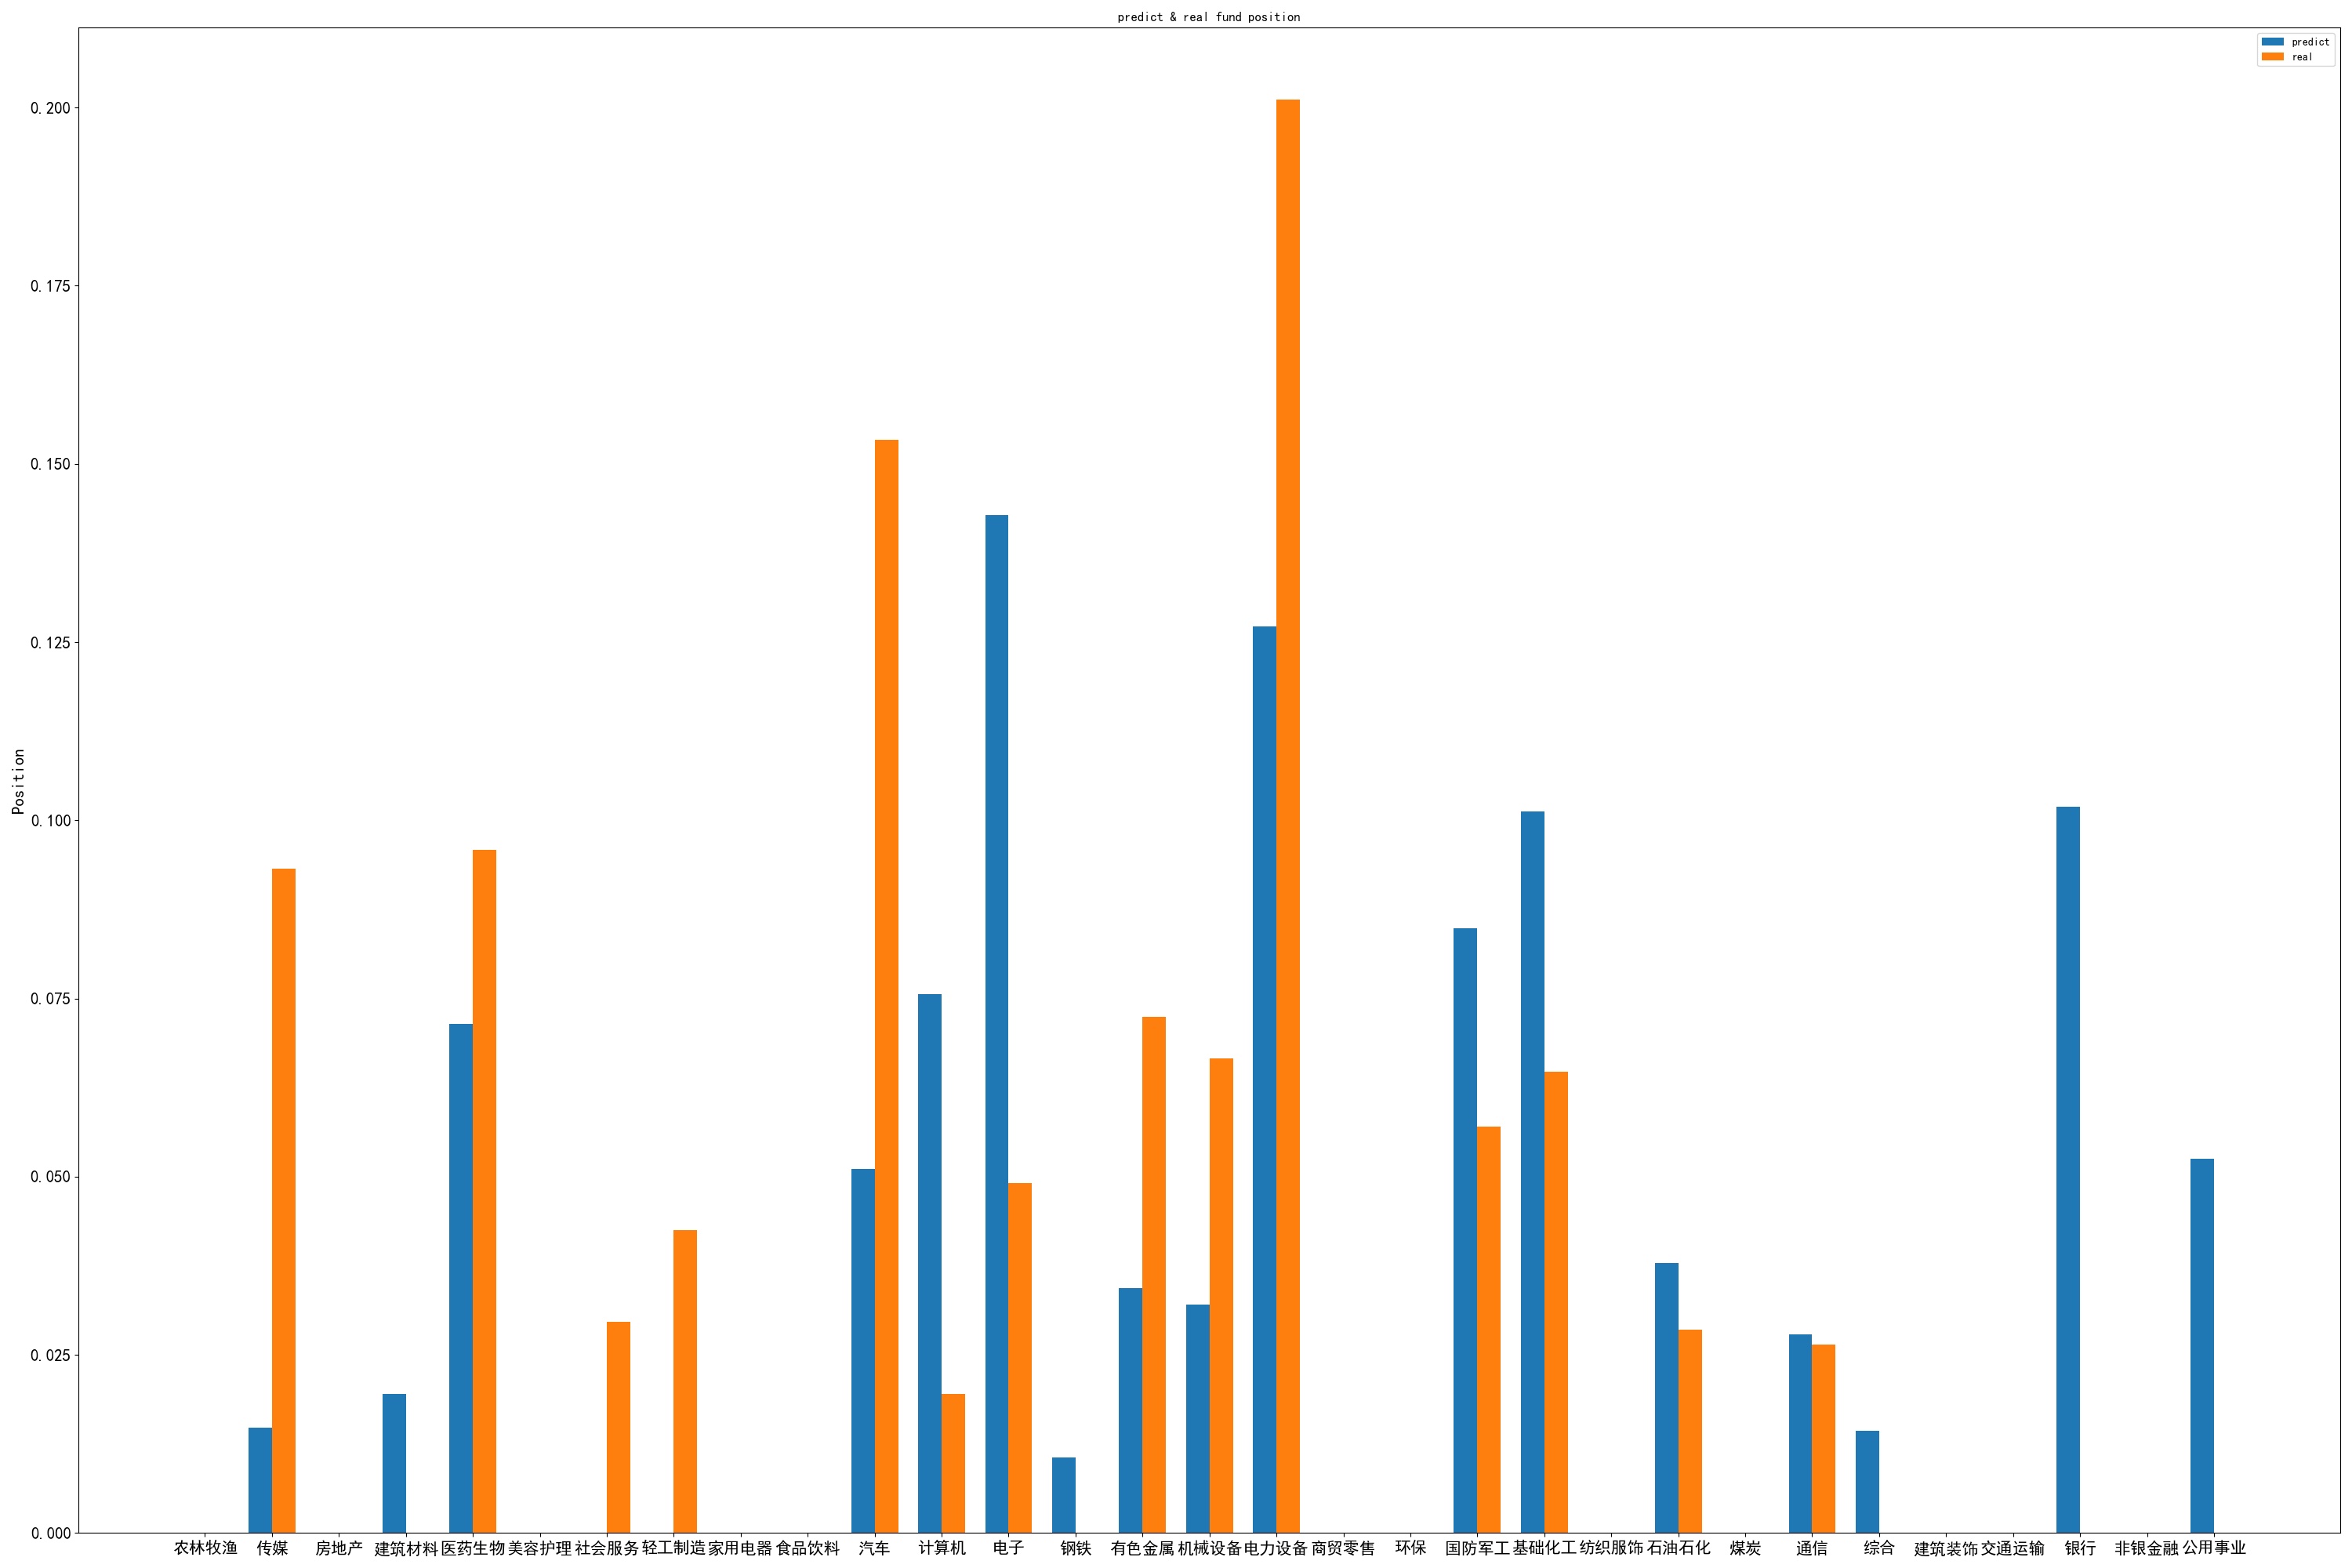 predict & real fund position
predict
real
0.200
0.175
0.150
0.125
0.100
0.075
0.050
0.025
0.000
Position
农林牧渔 传媒 房地产 建筑材料 医药生物 美容护理 社会服务 轻工制造 家用电器 食品饮料 汽车 计算机 电子 钢铁 有色金属 机械设备 电力设备 商贸零售 环保 国防军工 基础化工 纺织服饰 石油石化 煤炭 通信 综合 建筑装饰 交通运输 银行 非银金融 公用事业